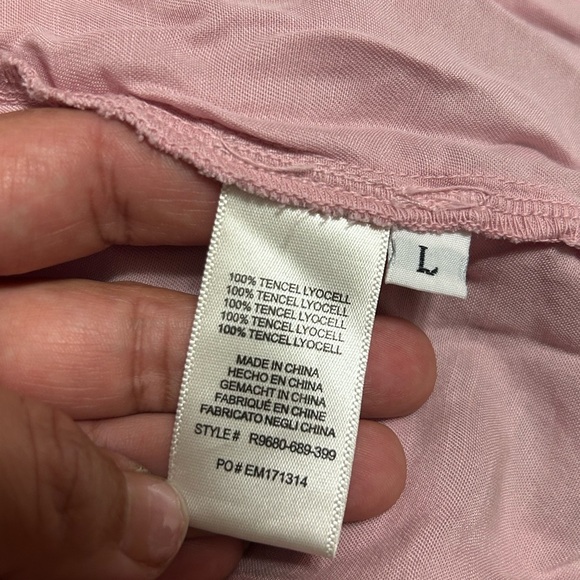 L
100% TENCEL LYOCELL
100% TENCEL LYOCELL
100% TENCEL LYOCELL
100% TENCEL LYOCELL
100% TENCEL LYOCELL
MADE IN CHINA
HECHO EN CHINA
GEMACHT IN CHINA
FABRIQUÉ EN CHINE
FABRICATO NEGLI CHINA
STYLE# R9680-689-399
PO# EM171314